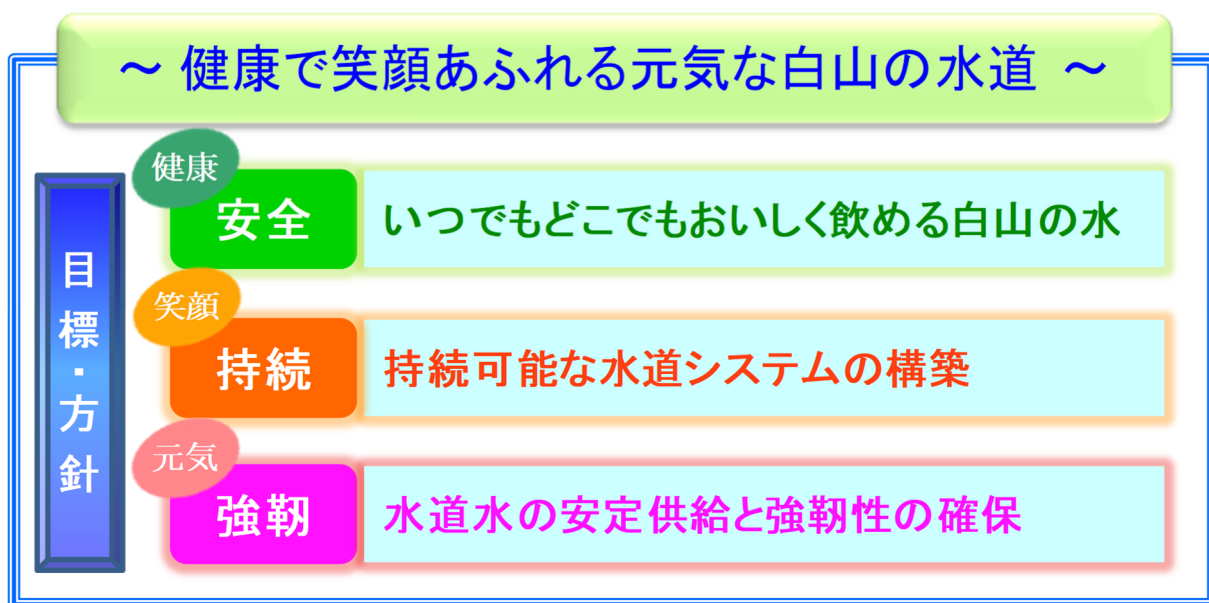 ～ 健康で笑顔あふれる元気な白山の水道 ～
目標・方針
健康
安全
いつでもどこでもおいしく飲める白山の水
笑顔
持続
持続可能な水道システムの構築
元気
強靭
水道水の安定供給と強靭性の確保